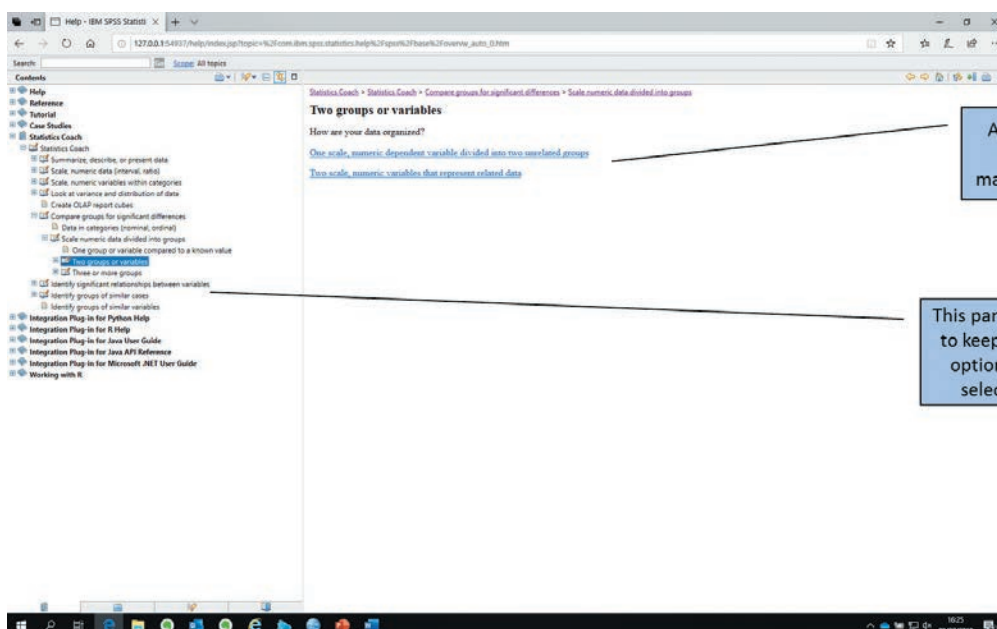 Help - IBM SPSS Statisti
127.0.0.1:54937/help/index.jsp?topic=%2Fcom.ibm.spss.statistics.help%2Fspss%2Fbase%2Foverview_auto_0.htm
Search:
Scope: All topics
Contents
Help
Reference
Tutorial
Case Studies
Statistics Coach
Statistics Coach
Summarize, describe, or present data
Scale, numeric data (interval, ratio)
Scale, numeric variables within categories
Look at variance and distribution of data
Create OLAP report cubes
Compare groups for significant differences
Data in categories (nominal, ordinal)
Scale numeric data divided into groups
One group or variable compared to a known value
Two groups or variables
Three or more groups
Identify significant relationships between variables
Identify groups of similar cases
Identify groups of similar variables
Integration Plug-in for Python Help
Integration Plug-in for R Help
Integration Plug-in for Java User Guide
Integration Plug-in for Java API Reference
Integration Plug-in for Microsoft .NET User Guide
Working with R
Statistics Coach > Statistics Coach > Compare groups for significant differences > Scale numeric data divided into groups
Two groups or variables
How are your data organized?
One scale, numeric dependent variable divided into two unrelated groups
Two scale, numeric variables that represent related data
A
ma
This par
to keep
option
selec
16:25